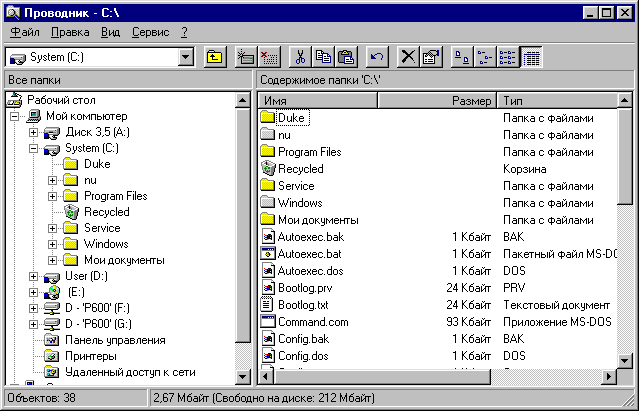 Проводник - C:\
Файл Правка Вид Сервис ?
System (C:)
Все папки
Содержимое папки 'C:\'
Рабочий стол
Мой компьютер
Диск 3,5 (A:)
System (C:)
Duke
nu
Program Files
Recycled
Service
Windows
Мои документы
User (D:)
(E:)
D - 'P600' (F:)
D - 'P600' (G:)
Панель управления
Принтеры
Удаленный доступ к сети
Имя Размер Тип
Duke Папка с файлами
nu Папка с файлами
Program Files Папка с файлами
Recycled Корзина
Service Папка с файлами
Windows Папка с файлами
Мои документы Папка с файлами
Autoexec.bak 1 Кбайт BAK
Autoexec.bat 1 Кбайт Пакетный файл MS-DO
Autoexec.dos 1 Кбайт DOS
Bootlog.prv 24 Кбайт PRV
Bootlog.txt 24 Кбайт Текстовый документ
Command.com 93 Кбайт Приложение MS-DOS
Config.bak 1 Кбайт BAK
Config.dos 1 Кбайт DOS
Объектов: 38
2,67 Мбайт (Свободно на диске: 212 Мбайт)